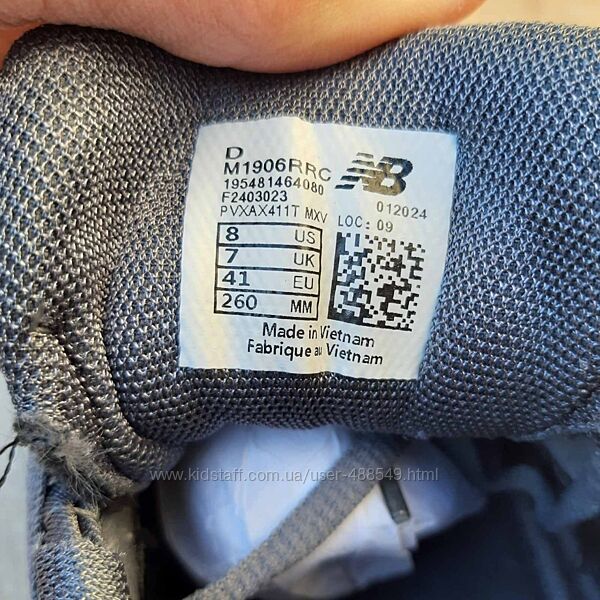 D
M1906RRC
195481464080
F2403023
PVXAX411T MXV
NB
012024
LOC: 09
8 US
7 UK
41 EU
260 MM
Made in Vietnam
Fabrique au Vietnam
www.kidstaff.com.ua/user-488549.html